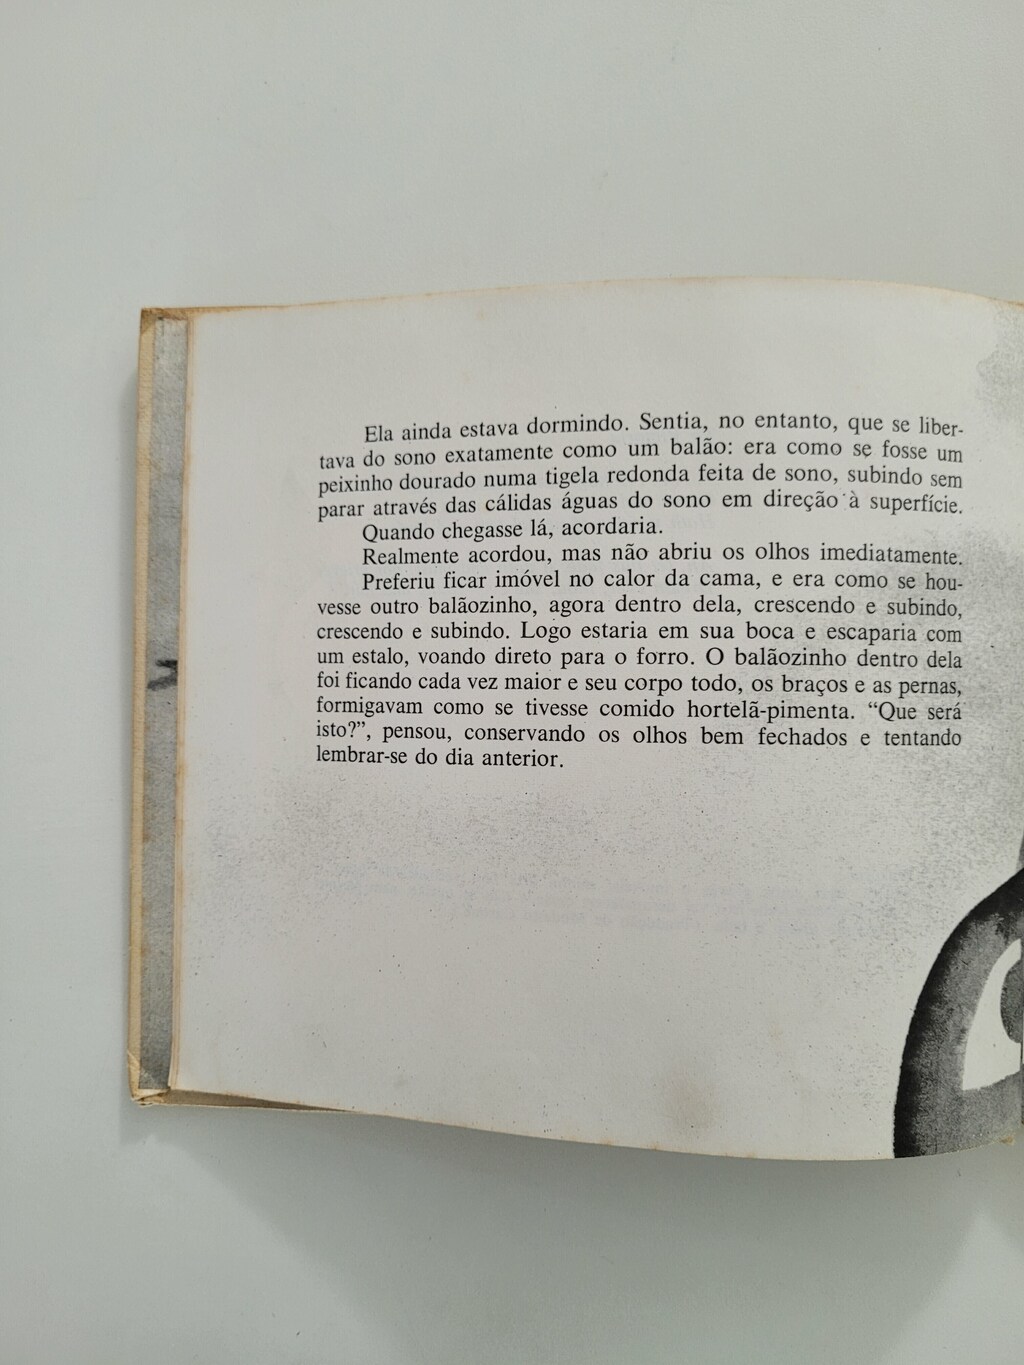 Ela ainda estava dormindo. Sentia, no entanto, que se liber-
tava do sono exatamente como um balão: era como se fosse um
peixinho dourado numa tigela redonda feita de sono, subindo sem
parar através das cálidas águas do sono em direção à superfície.
Quando chegasse lá, acordaria.
Realmente acordou, mas não abriu os olhos imediatamente.
Preferiu ficar imóvel no calor da cama, e era como se hou-
vesse outro balãozinho, agora dentro dela, crescendo e subindo,
crescendo e subindo. Logo estaria em sua boca e escaparia com
um estalo, voando direto para o forro. O balãozinho dentro dela
foi ficando cada vez maior e seu corpo todo, os braços e as pernas,
formigavam como se tivesse comido hortelã-pimenta. “Que será
isto?”, pensou, conservando os olhos bem fechados e tentando
lembrar-se do dia anterior.